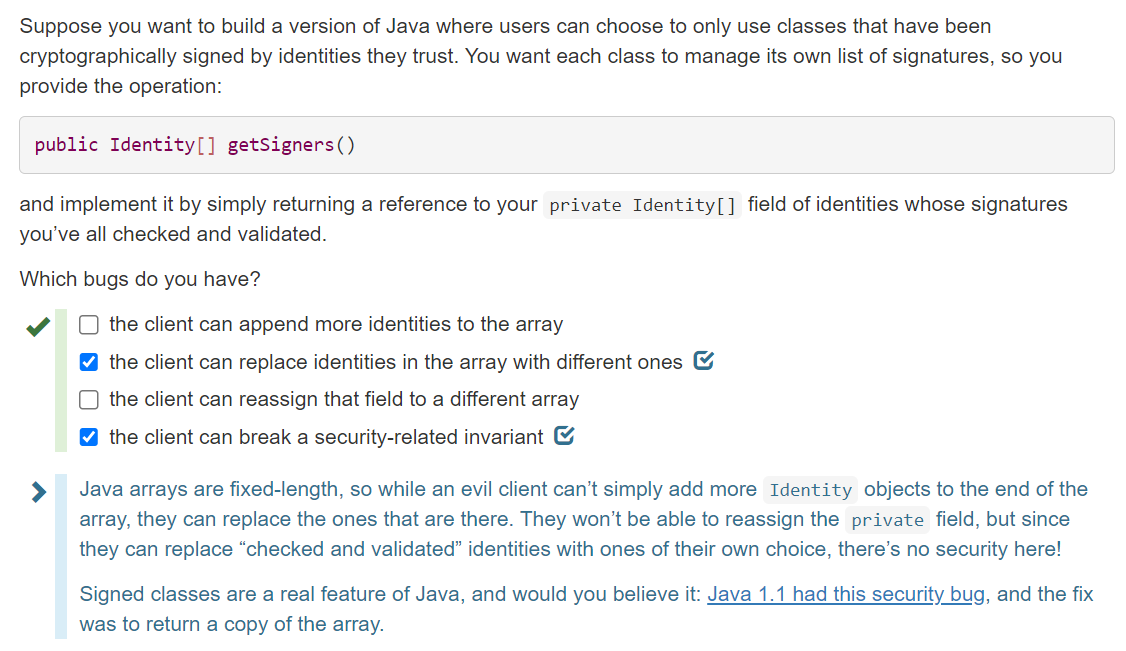 Suppose you want to build a version of Java where users can choose to only use classes that have been
cryptographically signed by identities they trust. You want each class to manage its own list of signatures, so you
provide the operation:
public Identity[] getSigners()
and implement it by simply returning a reference to your private Identity[] field of identities whose signatures
you’ve all checked and validated.
Which bugs do you have?
the client can append more identities to the array
the client can replace identities in the array with different ones
the client can reassign that field to a different array
the client can break a security-related invariant
Java arrays are fixed-length, so while an evil client can’t simply add more Identity objects to the end of the
array, they can replace the ones that are there. They won’t be able to reassign the private field, but since
they can replace “checked and validated” identities with ones of their own choice, there’s no security here!
Signed classes are a real feature of Java, and would you believe it: Java 1.1 had this security bug, and the fix
was to return a copy of the array.